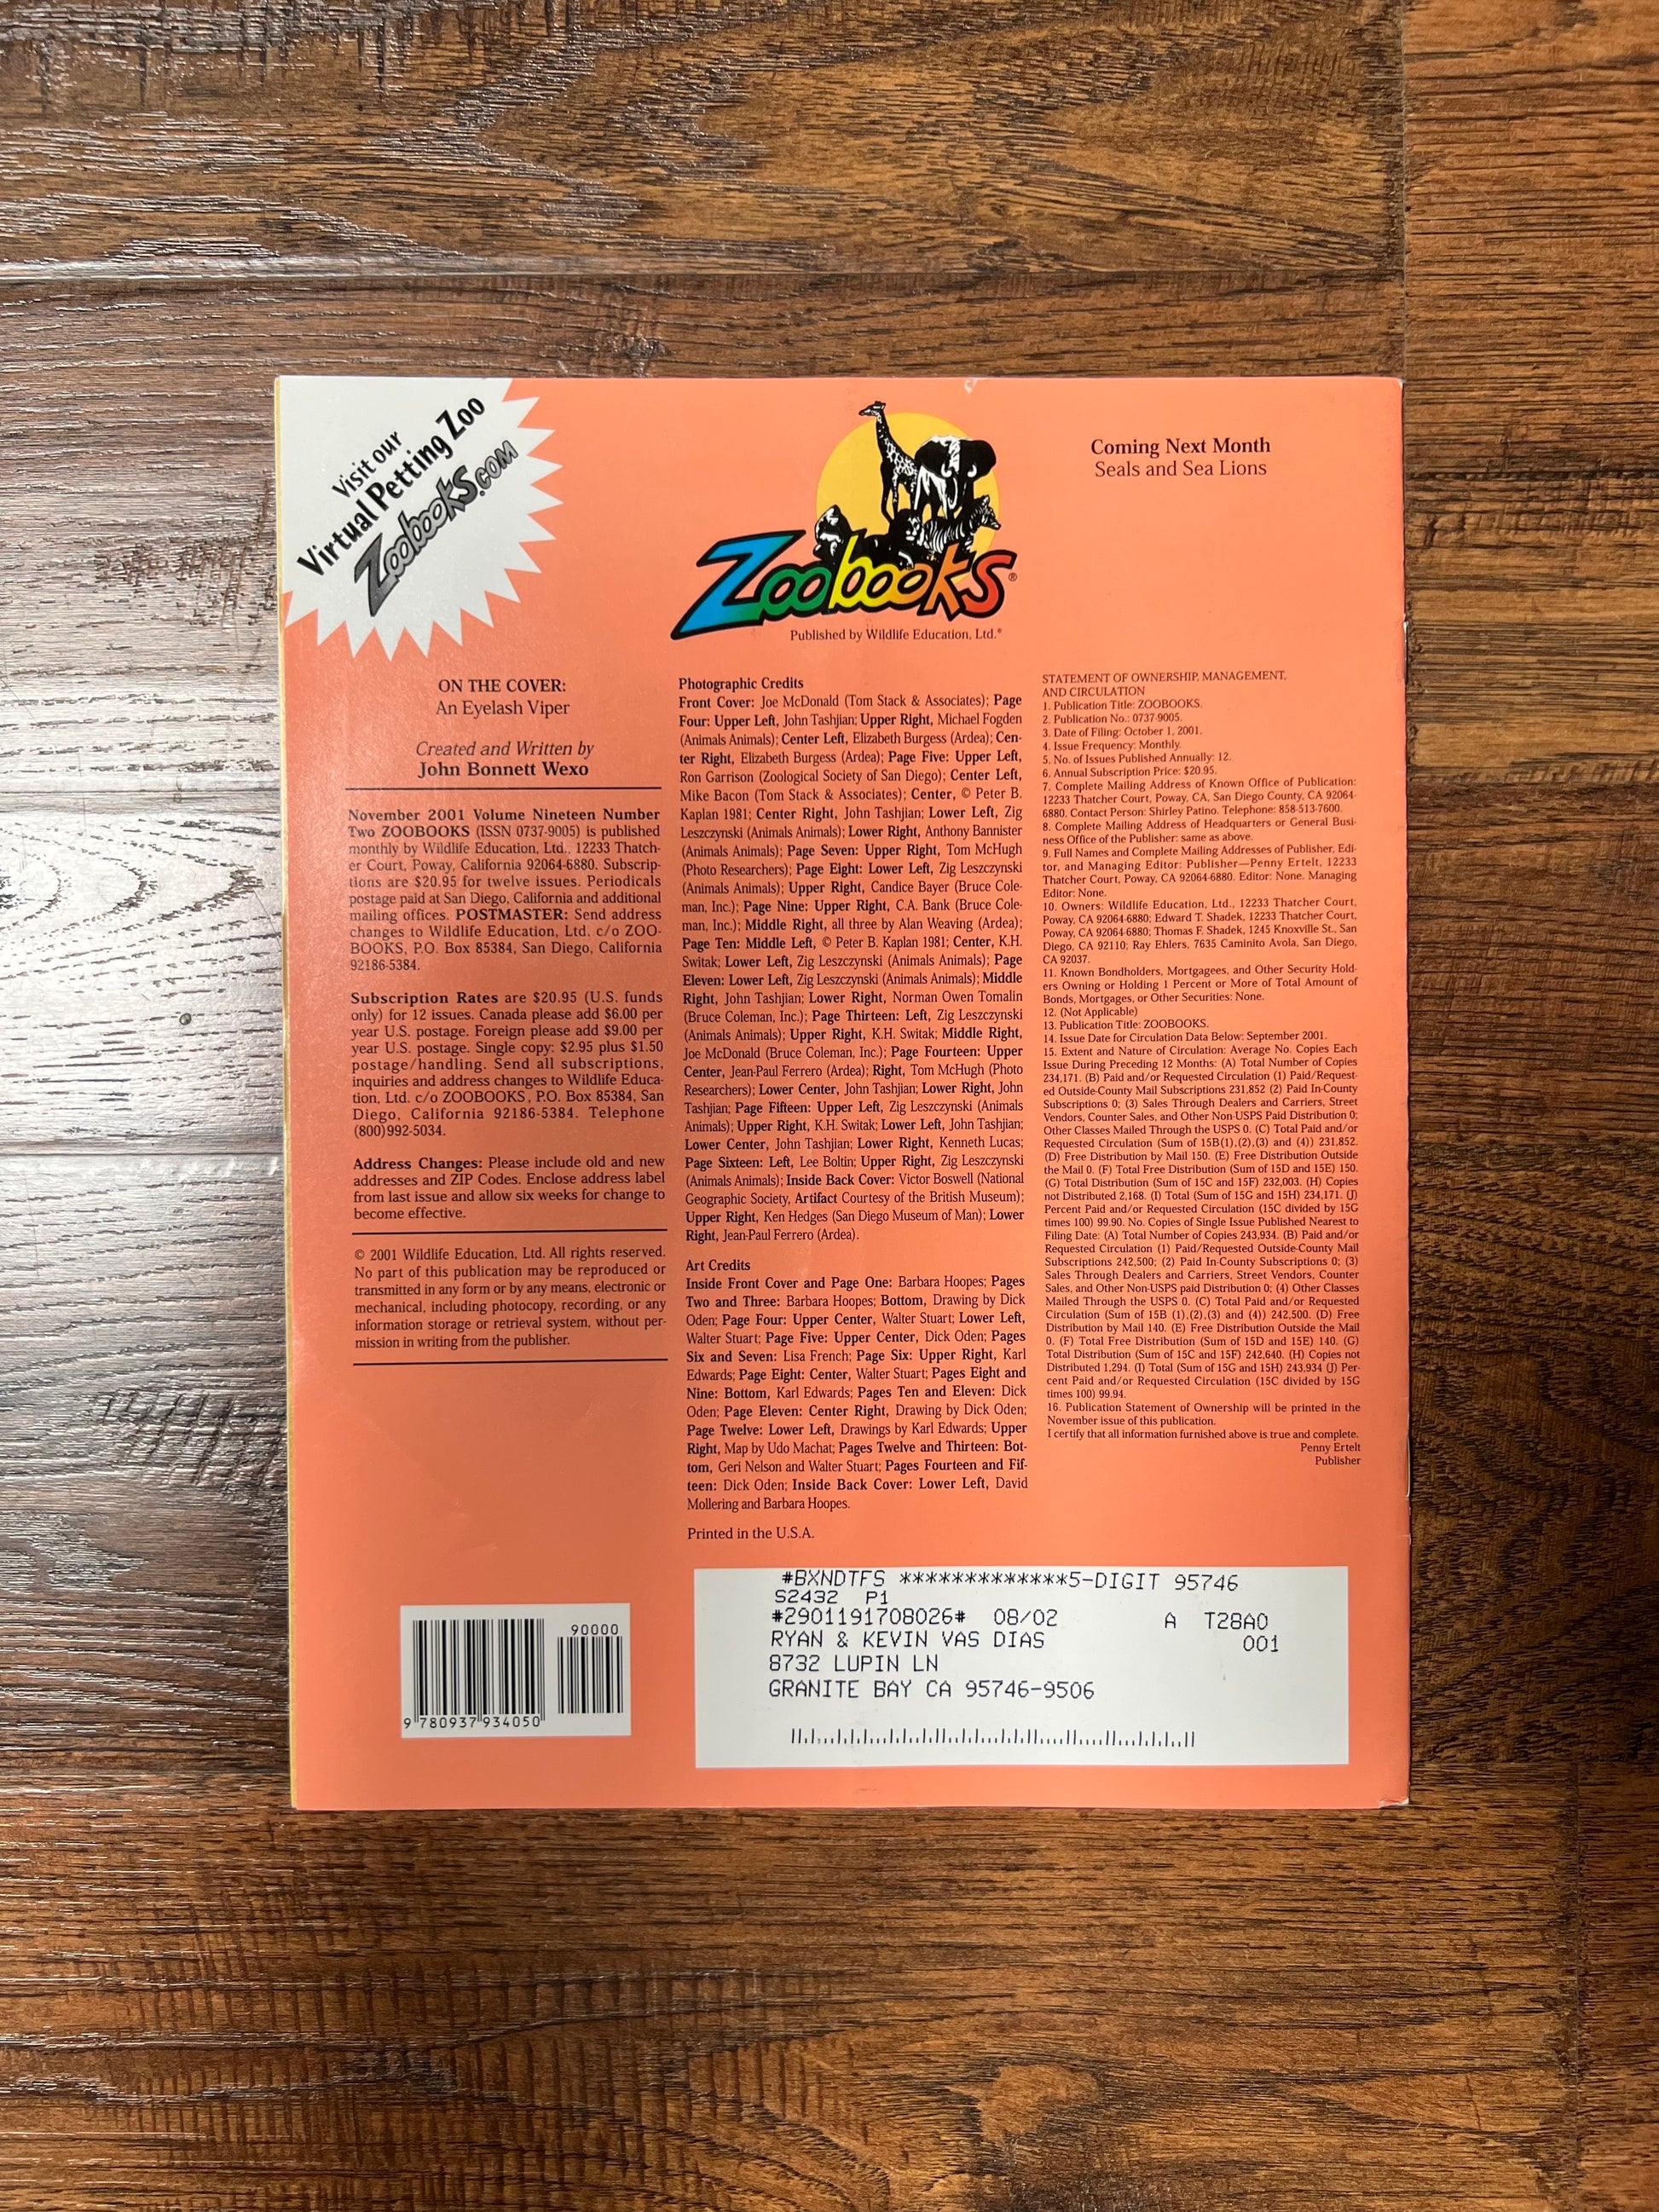 Visit our
Virtual Petting Zoo
Zoobooks.com
Zoobooks®
Published by Wildlife Education, Ltd.®
Coming Next Month
Seals and Sea Lions
ON THE COVER:
An Eyelash Viper
Created and Written by
John Bonnett Wexo
November 2001 Volume Nineteen Number
Two ZOOBOOKS (ISSN 0737-9005) is published
monthly by Wildlife Education, Ltd., 12233 Thatch-
er Court, Poway, California 92064-6880. Subscrip-
tions are $20.95 for twelve issues. Periodicals
postage paid at San Diego, California and additional
mailing offices. POSTMASTER: Send address
changes to Wildlife Education, Ltd. c/o ZOO-
BOOKS, P.O. Box 85384, San Diego, California
92186-5384.
Subscription Rates are $20.95 (U.S. funds
only) for 12 issues. Canada please add $6.00 per
year U.S. postage. Foreign please add $9.00 per
year U.S. postage. Single copy: $2.95 plus $1.50
postage/handling. Send all subscriptions,
inquiries and address changes to Wildlife Educa-
tion, Ltd. c/o ZOOBOOKS, P.O. Box 85384, San
Diego, California 92186-5384. Telephone
(800)992-5034.
Address Changes: Please include old and new
addresses and ZIP Codes. Enclose address label
from last issue and allow six weeks for change to
become effective.
© 2001 Wildlife Education, Ltd. All rights reserved.
No part of this publication may be reproduced or
transmitted in any form or by any means, electronic or
mechanical, including photocopy, recording, or any
information storage or retrieval system, without per-
mission in writing from the publisher.
Photographic Credits
Front Cover: Joe McDonald (Tom Stack & Associates); Page
Four: Upper Left, John Tashjian; Upper Right, Michael Fogden
(Animals Animals); Center Left, Elizabeth Burgess (Ardea); Cen-
ter Right, Elizabeth Burgess (Ardea); Page Five: Upper Left,
Ron Garrison (Zoological Society of San Diego); Center Left,
Mike Bacon (Tom Stack & Associates); Center, © Peter B.
Kaplan 1981; Center Right, John Tashjian; Lower Left, Zig
Leszczynski (Animals Animals); Lower Right, Anthony Bannister
(Animals Animals); Page Seven: Upper Right, Tom McHugh
(Photo Researchers); Page Eight: Lower Left, Zig Leszczynski
(Animals Animals); Upper Right, Candice Bayer (Bruce Cole-
man, Inc.); Page Nine: Upper Right, C.A. Bank (Bruce Cole-
man, Inc.); Middle Right, all three by Alan Weaving (Ardea);
Page Ten: Middle Left, © Peter B. Kaplan 1981; Center, K.H.
Switak; Lower Left, Zig Leszczynski (Animals Animals); Page
Eleven: Lower Left, Zig Leszczynski (Animals Animals); Middle
Right, John Tashjian; Lower Right, Norman Owen Tomalin
(Bruce Coleman, Inc.); Page Thirteen: Left, Zig Leszczynski
(Animals Animals); Upper Right, K.H. Switak; Middle Right,
Joe McDonald (Bruce Coleman, Inc.); Page Fourteen: Upper
Center, Jean-Paul Ferrero (Ardea); Right, Tom McHugh (Photo
Researchers); Lower Center, John Tashjian; Lower Right, John
Tashjian; Page Fifteen: Upper Left, Zig Leszczynski (Animals
Animals); Upper Right, K.H. Switak; Lower Left, John Tashjian;
Lower Center, John Tashjian; Lower Right, Kenneth Lucas;
Page Sixteen: Left, Lee Boltin; Upper Right, Zig Leszczynski
(Animals Animals); Inside Back Cover: Victor Boswell (National
Geographic Society, Artifact Courtesy of the British Museum);
Upper Right, Ken Hedges (San Diego Museum of Man); Lower
Right, Jean-Paul Ferrero (Ardea).
Art Credits
Inside Front Cover and Page One: Barbara Hoopes; Pages
Two and Three: Barbara Hoopes; Bottom, Drawing by Dick
Oden; Page Four: Upper Center, Walter Stuart; Lower Left,
Walter Stuart; Page Five: Upper Center, Dick Oden; Pages
Six and Seven: Lisa French; Page Six: Upper Right, Karl
Edwards; Page Eight: Center, Walter Stuart; Pages Eight and
Nine: Bottom, Karl Edwards; Pages Ten and Eleven: Dick
Oden; Page Eleven: Center Right, Drawing by Dick Oden;
Page Twelve: Lower Left, Drawings by Karl Edwards; Upper
Right, Map by Udo Machat; Pages Twelve and Thirteen: Bot-
tom, Geri Nelson and Walter Stuart; Pages Fourteen and Fif-
teen: Dick Oden; Inside Back Cover: Lower Left, David
Mollering and Barbara Hoopes.
Printed in the U.S.A.
STATEMENT OF OWNERSHIP, MANAGEMENT,
AND CIRCULATION
1. Publication Title: ZOOBOOKS.
2. Publication No.: 0737-9005.
3. Date of Filing: October 1, 2001.
4. Issue Frequency: Monthly.
5. No. of Issues Published Annually: 12.
6. Annual Subscription Price: $20.95.
7. Complete Mailing Address of Known Office of Publication:
12233 Thatcher Court, Poway, CA, San Diego County, CA 92064-
6880. Contact Person: Shirley Patino. Telephone: 858-513-7600.
8. Complete Mailing Address of Headquarters or General Busi-
ness Office of the Publisher: same as above.
9. Full Names and Complete Mailing Addresses of Publisher, Edi-
tor, and Managing Editor: Publisher—Penny Ertelt, 12233
Thatcher Court, Poway, CA 92064-6880. Editor: None. Managing
Editor: None.
10. Owners: Wildlife Education, Ltd., 12233 Thatcher Court,
Poway, CA 92064-6880; Edward T. Shadek, 12233 Thatcher Court,
Poway, CA 92064-6880; Thomas F. Shadek, 1245 Knoxville St., San
Diego, CA 92110; Ray Ehlers, 7635 Caminito Avola, San Diego,
CA 92037.
11. Known Bondholders, Mortgagees, and Other Security Hold-
ers Owning or Holding 1 Percent or More of Total Amount of
Bonds, Mortgages, or Other Securities: None.
12. (Not Applicable)
13. Publication Title: ZOOBOOKS.
14. Issue Date for Circulation Data Below: September 2001.
15. Extent and Nature of Circulation: Average No. Copies Each
Issue During Preceding 12 Months: (A) Total Number of Copies
234,171. (B) Paid and/or Requested Circulation (1) Paid/Request-
ed Outside-County Mail Subscriptions 231,852 (2) Paid In-County
Subscriptions 0; (3) Sales Through Dealers and Carriers, Street
Vendors, Counter Sales, and Other Non-USPS Paid Distribution 0;
Other Classes Mailed Through the USPS 0. (C) Total Paid and/or
Requested Circulation (Sum of 15B(1),(2),(3) and (4)) 231,852.
(D) Free Distribution by Mail 150. (E) Free Distribution Outside
the Mail 0. (F) Total Free Distribution (Sum of 15D and 15E) 150.
(G) Total Distribution (Sum of 15C and 15F) 232,003. (H) Copies
not Distributed 2,168. (I) Total (Sum of 15G and 15H) 234,171. (J)
Percent Paid and/or Requested Circulation (15C divided by 15G
times 100) 99.90. No. Copies of Single Issue Published Nearest to
Filing Date: (A) Total Number of Copies 243,934. (B) Paid and/or
Requested Circulation (1) Paid/Requested Outside-County Mail
Subscriptions 242,500; (2) Paid In-County Subscriptions 0; (3)
Sales Through Dealers and Carriers, Street Vendors, Counter
Sales, and Other Non-USPS paid Distribution 0; (4) Other Classes
Mailed Through the USPS 0. (C) Total Paid and/or Requested
Circulation (Sum of 15B (1),(2),(3) and (4)) 242,500. (D) Free
Distribution by Mail 140. (E) Free Distribution Outside the Mail
0. (F) Total Free Distribution (Sum of 15D and 15E) 140. (G)
Total Distribution (Sum of 15C and 15F) 242,640. (H) Copies not
Distributed 1,294. (I) Total (Sum of 15G and 15H) 243,934 (J) Per-
cent Paid and/or Requested Circulation (15C divided by 15G
times 100) 99.94.
16. Publication Statement of Ownership will be printed in the
November issue of this publication.
I certify that all information furnished above is true and complete.
Penny Ertelt
Publisher
90000
9 780937 934050
#BXNDTFS *************5-DIGIT 95746
S2432 P1
#2901191708026# 08/02 A T28A0
RYAN & KEVIN VAS DIAS 001
8732 LUPIN LN
GRANITE BAY CA 95746-9506